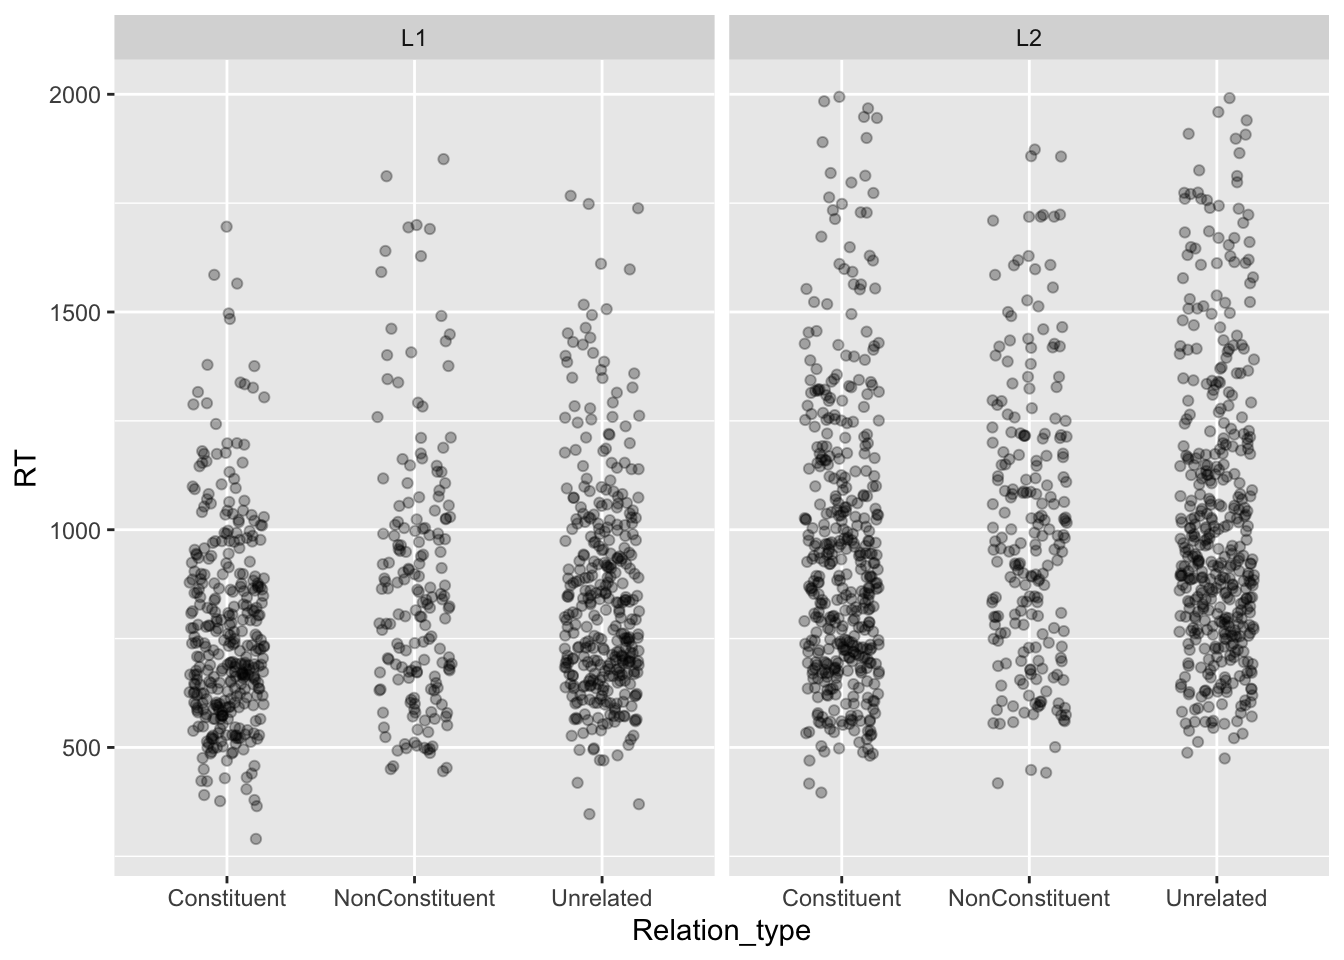 L1 L2
2000
1500
1000
500
RT
Constituent NonConstituent Unrelated Constituent NonConstituent Unrelated
Relation_type